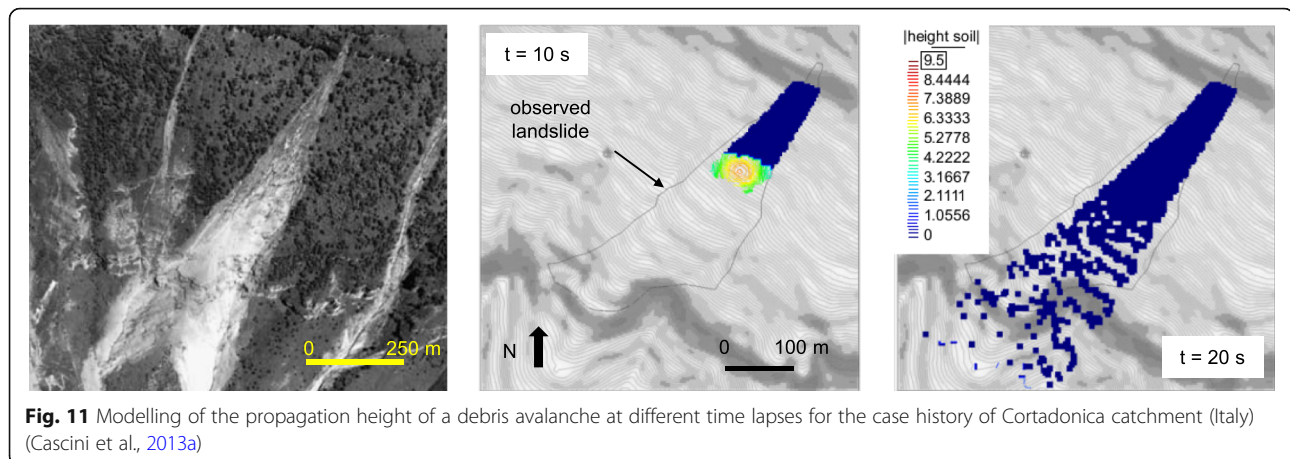 0 250 m
t = 10 s
observed
landslide
N
0 100 m
|height soil|
9.5
8.4444
7.3889
6.3333
5.2778
4.2222
3.1667
2.1111
1.0556
0
t = 20 s
Fig. 11 Modelling of the propagation height of a debris avalanche at different time lapses for the case history of Cortadonica catchment (Italy)
(Cascini et al., 2013a)